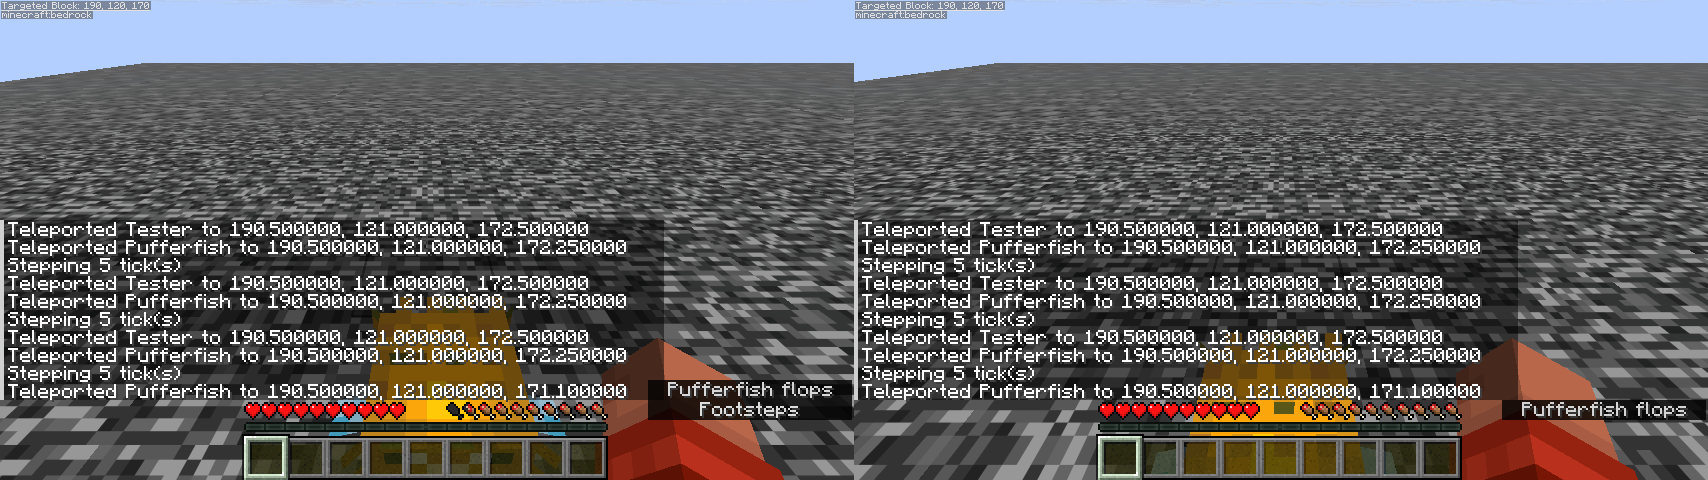 Targeted Block: 190, 120, 170
minecraft:bedrock
Teleported Tester to 190.500000, 121.000000, 172.500000
Teleported Pufferfish to 190.500000, 121.000000, 172.250000
Stepping 5 tick(s)
Teleported Tester to 190.500000, 121.000000, 172.500000
Teleported Pufferfish to 190.500000, 121.000000, 172.250000
Stepping 5 tick(s)
Teleported Tester to 190.500000, 121.000000, 172.500000
Teleported Pufferfish to 190.500000, 121.000000, 172.250000
Stepping 5 tick(s)
Teleported Pufferfish to 190.500000, 121.000000, 171.100000
Pufferfish flops
Footsteps
Targeted Block: 190, 120, 170
minecraft:bedrock
Teleported Tester to 190.500000, 121.000000, 172.500000
Teleported Pufferfish to 190.500000, 121.000000, 172.250000
Stepping 5 tick(s)
Teleported Tester to 190.500000, 121.000000, 172.500000
Teleported Pufferfish to 190.500000, 121.000000, 172.250000
Stepping 5 tick(s)
Teleported Tester to 190.500000, 121.000000, 172.500000
Teleported Pufferfish to 190.500000, 121.000000, 172.250000
Stepping 5 tick(s)
Teleported Pufferfish to 190.500000, 121.000000, 171.100000
Pufferfish flops